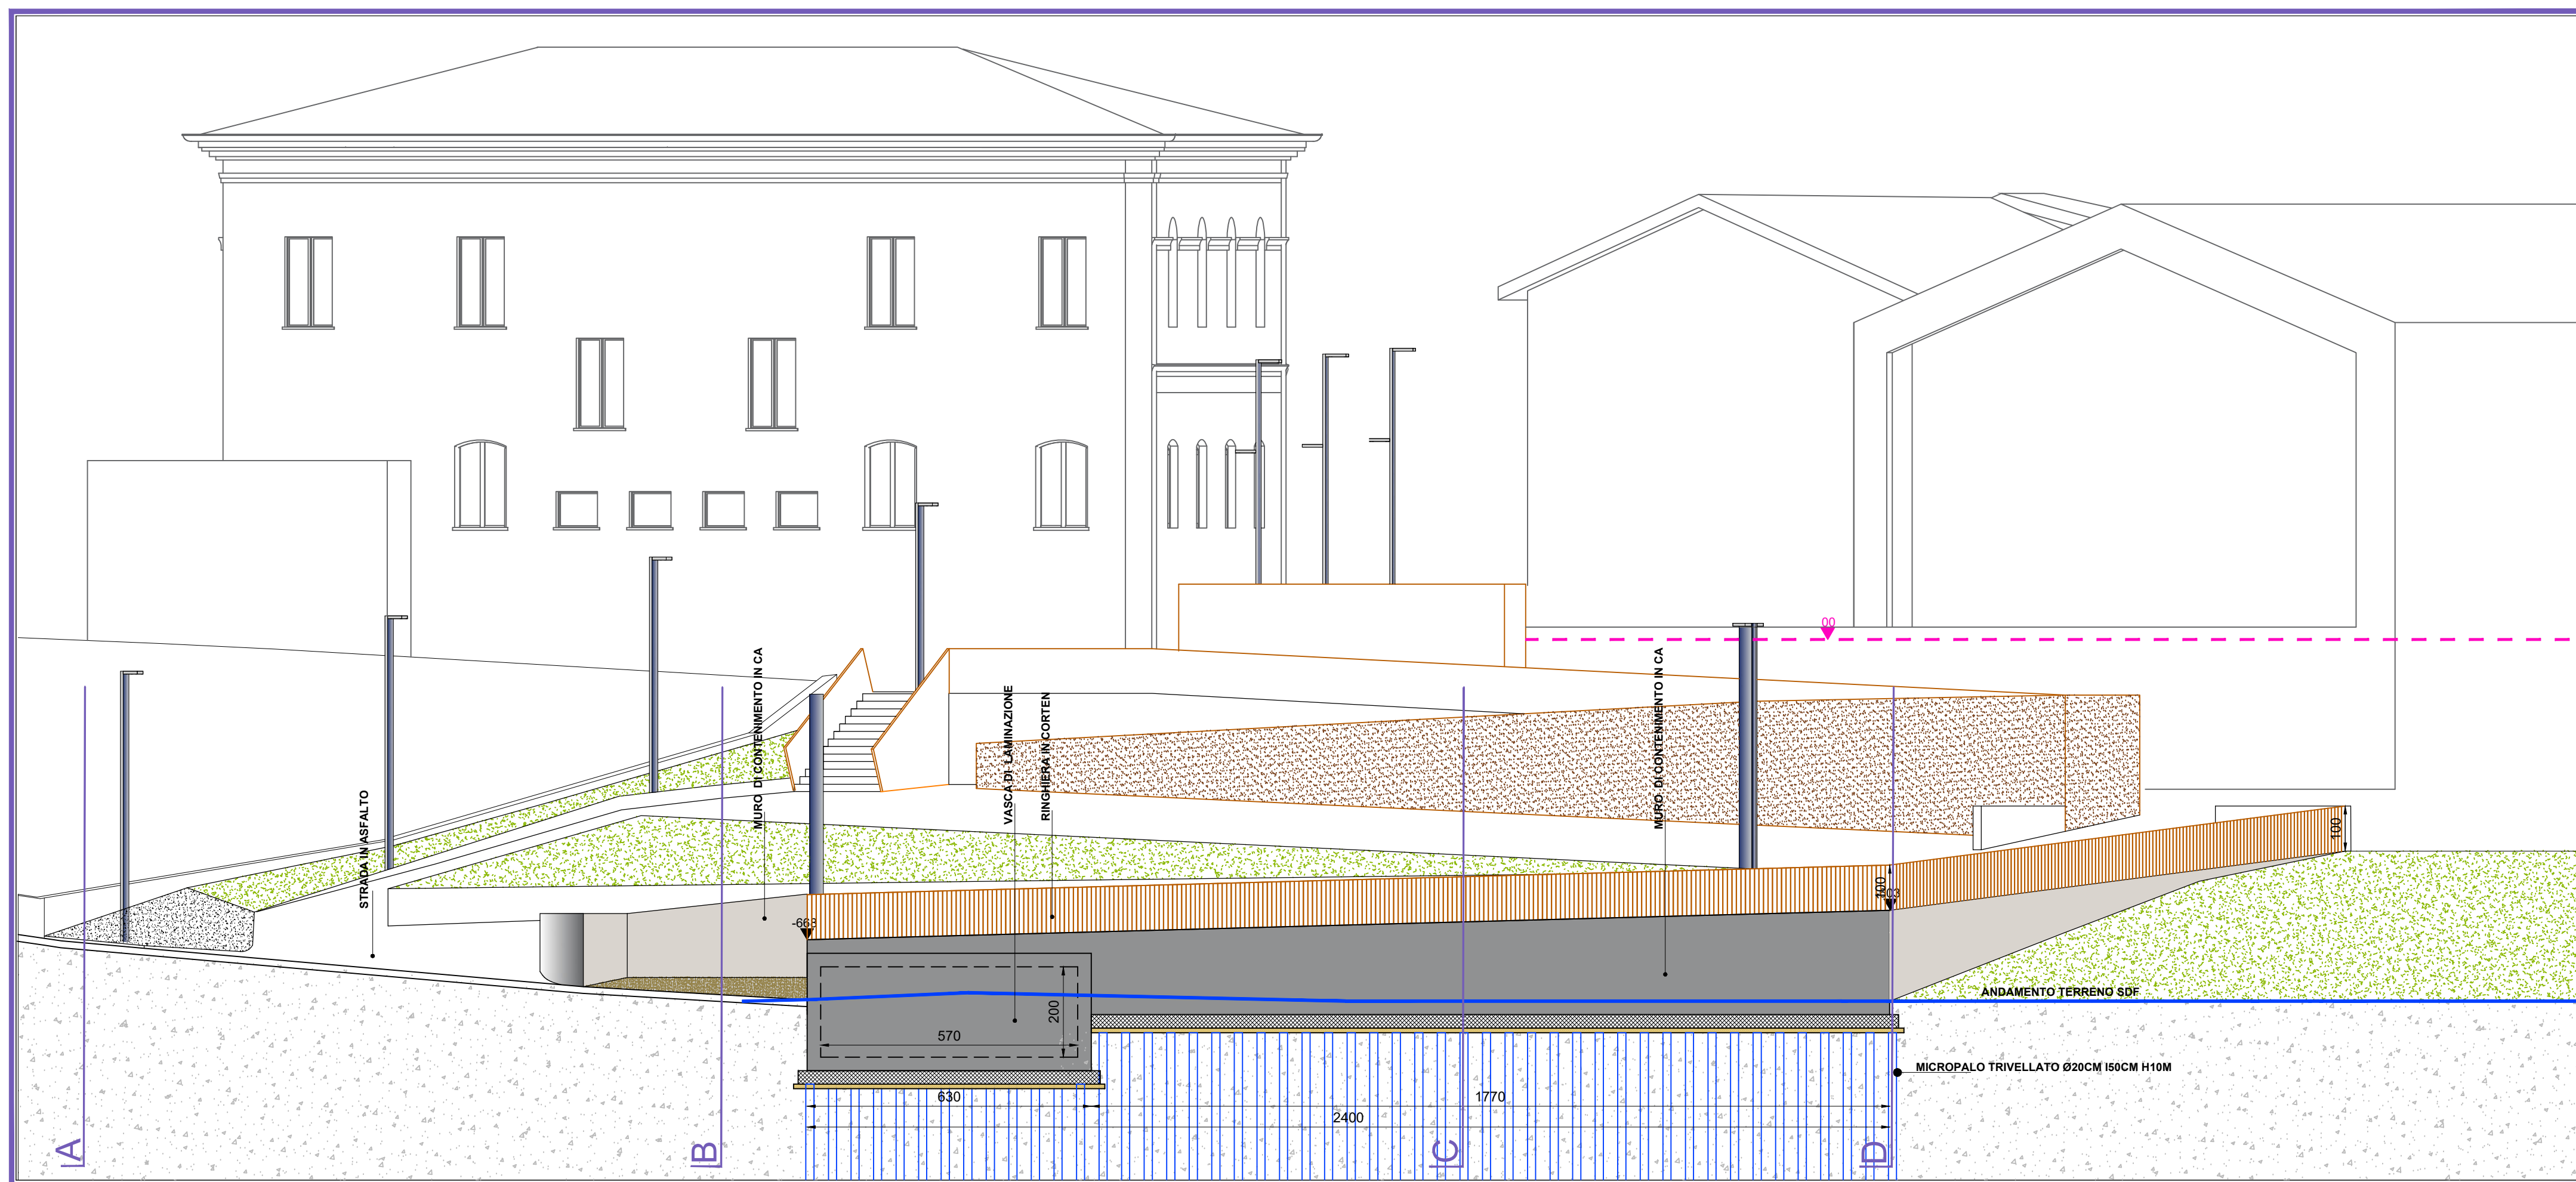 00
MURO DI CONTENIMENTO IN CA
VASCA DI LAMINAZIONE
RINGHIERA IN CORTEN
MURO DI CONTENIMENTO IN CA
STRADA IN ASFALTO
100
100
ANDAMENTO TERRENO SDF
200
570
MICROPALO TRIVELLATO Ø20CM I50CM H10M
630
1770
2400
A
B
C
D